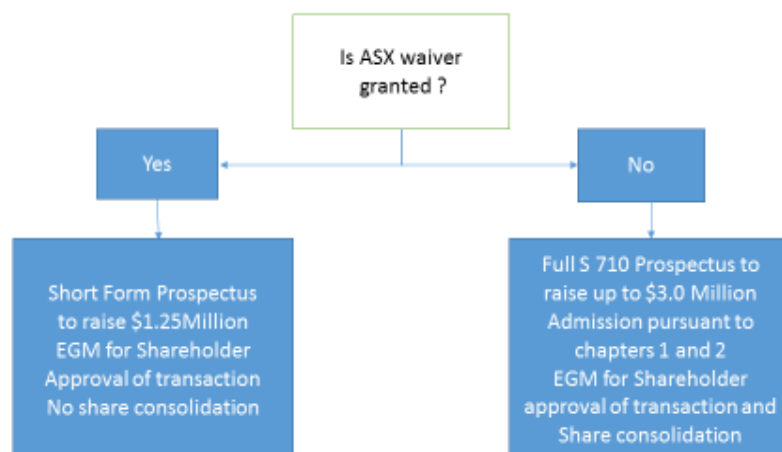 Is ASX waiver
granted ?
Yes
No
Short Form Prospectus
to raise $1.25Million
EGM for Shareholder
Approval of transaction
No share consolidation
Full S 710 Prospectus to
raise up to $3.0 Million
Admission pursuant to
chapters 1 and 2
EGM for Shareholder
approval of transaction and
Share consolidation